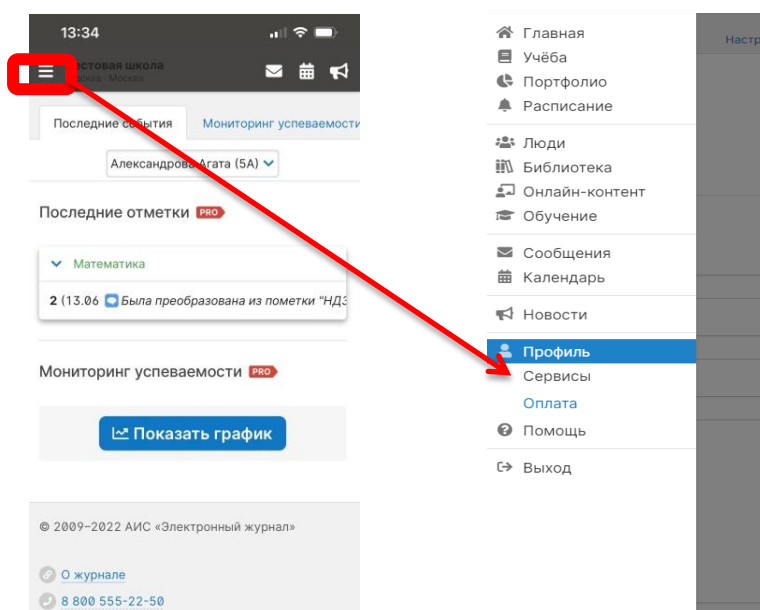 13:34
стовая школа
Москва - Москва
Последние события
Мониторинг успеваемости
Александрова Агата (5А)
Последние отметки PRO
Математика
2 (13.06 Была преобразована из пометки "НДЗ
Мониторинг успеваемости PRO
Показать график
© 2009–2022 АИС «Электронный журнал»
О журнале
8 800 555-22-50
Главная
Учёба
Портфолио
Расписание
Люди
Библиотека
Онлайн-контент
Обучение
Сообщения
Календарь
Новости
Профиль
Сервисы
Оплата
Помощь
Выход
Настр